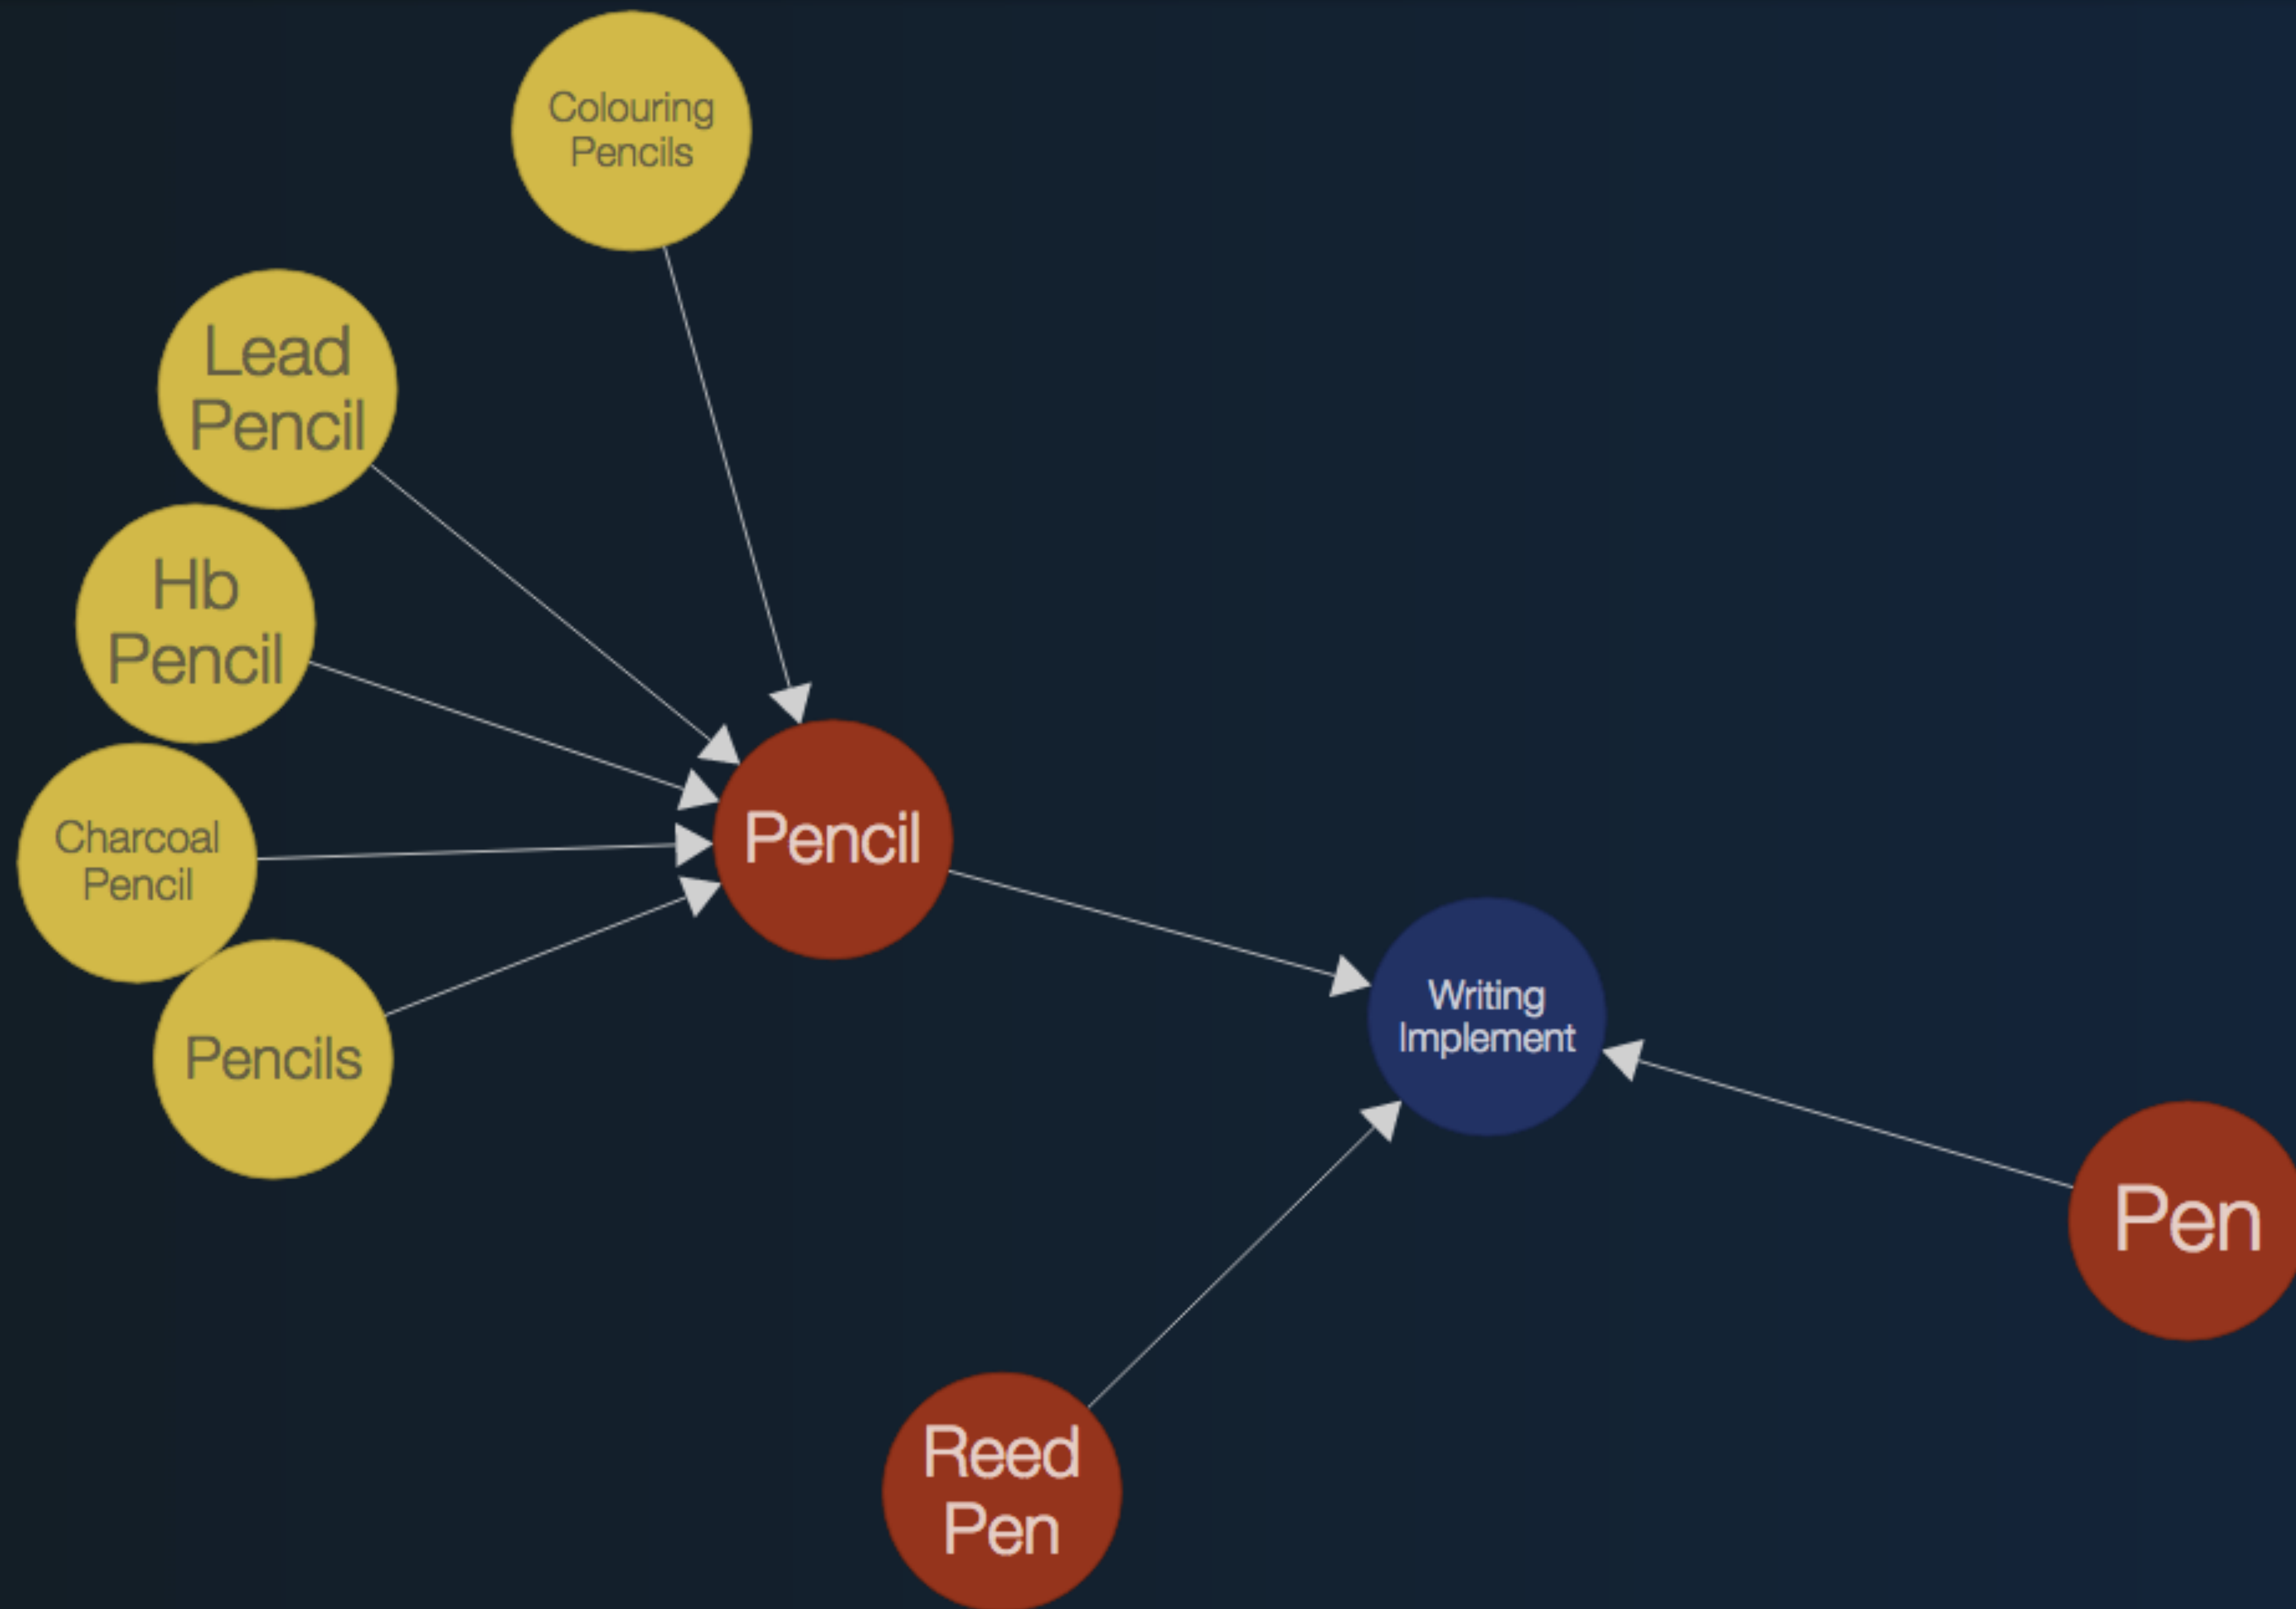 Colouring
Pencils
Lead
Pencil
Hb
Pencil
Charcoal
Pencil
Pencils
Pencil
Writing
Implement
Pen
Reed
Pen